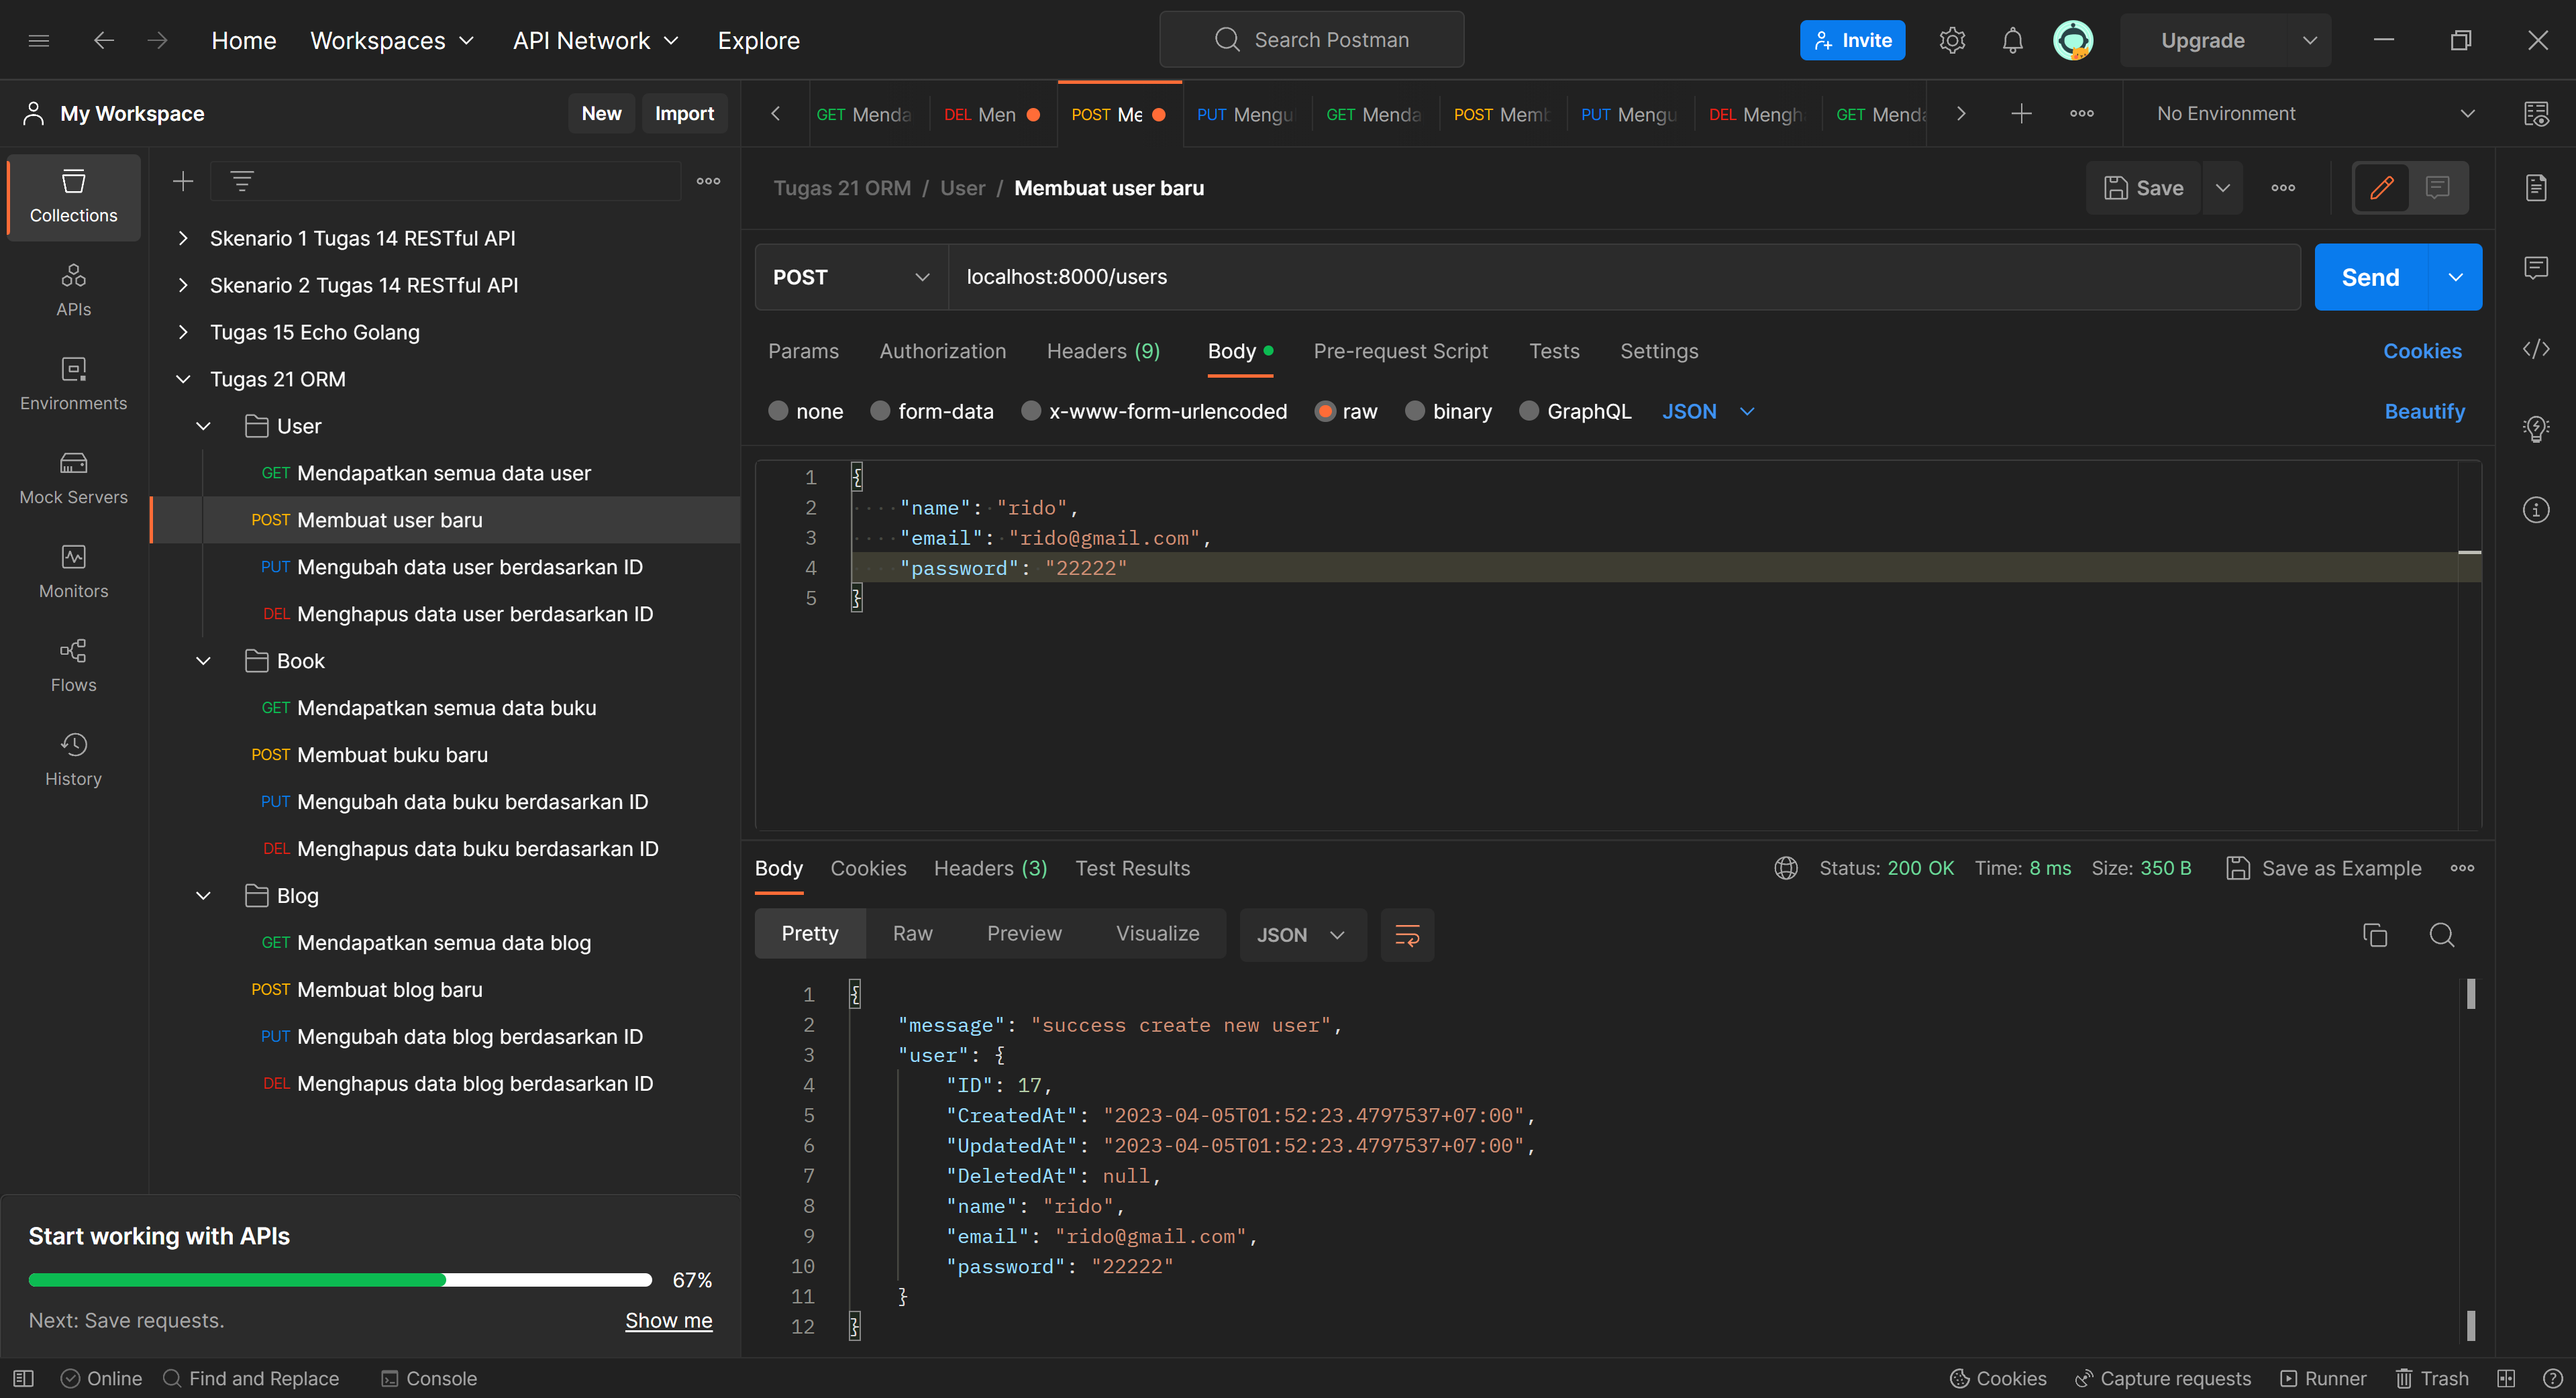 Home Workspaces API Network Explore Search Postman Invite Upgrade
My Workspace New Import
GET Menda DEL Men POST Me PUT Mengu GET Menda POST Memb PUT Mengu DEL Mengh GET Menda No Environment
Collections
APIs
Environments
Mock Servers
Monitors
Flows
History
Skenario 1 Tugas 14 RESTful API
Skenario 2 Tugas 14 RESTful API
Tugas 15 Echo Golang
Tugas 21 ORM
User
GET Mendapatkan semua data user
POST Membuat user baru
PUT Mengubah data user berdasarkan ID
DEL Menghapus data user berdasarkan ID
Book
GET Mendapatkan semua data buku
POST Membuat buku baru
PUT Mengubah data buku berdasarkan ID
DEL Menghapus data buku berdasarkan ID
Blog
GET Mendapatkan semua data blog
POST Membuat blog baru
PUT Mengubah data blog berdasarkan ID
DEL Menghapus data blog berdasarkan ID
Start working with APIs
67%
Next: Save requests. Show me
Tugas 21 ORM / User / Membuat user baru Save
POST localhost:8000/users Send
Params Authorization Headers (9) Body Pre-request Script Tests Settings Cookies
none form-data x-www-form-urlencoded raw binary GraphQL JSON Beautify
1 {
2 "name": "rido",
3 "email": "rido@gmail.com",
4 "password": "22222"
5 }
Body Cookies Headers (3) Test Results Status: 200 OK Time: 8 ms Size: 350 B Save as Example
Pretty Raw Preview Visualize JSON
1 {
2 "message": "success create new user",
3 "user": {
4 "ID": 17,
5 "CreatedAt": "2023-04-05T01:52:23.4797537+07:00",
6 "UpdatedAt": "2023-04-05T01:52:23.4797537+07:00",
7 "DeletedAt": null,
8 "name": "rido",
9 "email": "rido@gmail.com",
10 "password": "22222"
11 }
12 }
Online Find and Replace Console Cookies Capture requests Runner Trash